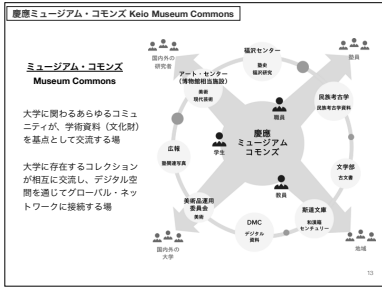 慶應ミュージアム・コモンズ Keio Museum Commons
ミュージアム・コモンズ
Museum Commons
大学に関わるあらゆるコミュ
ニティが、学術資料（文化財）
を基点として交流する場
大学に存在するコレクション
が相互に交流し、デジタル空
間を通じてグローバル・ネッ
トワークに接続する場
国内外の
研究者
福沢センター
塾史
福沢研究
塾員
アート・センター
（博物館相当施設）
美術
現代芸術
民族考古学
民族考古学資料
職員
広報
塾関連写真
学生
慶應
ミュージアム
コモンズ
文学部
古文書
教員
美術品運用
委員会
美術
DMC
デジタル
資料
斯道文庫
和漢籍
センチュリー
国内外の
大学
地域
13